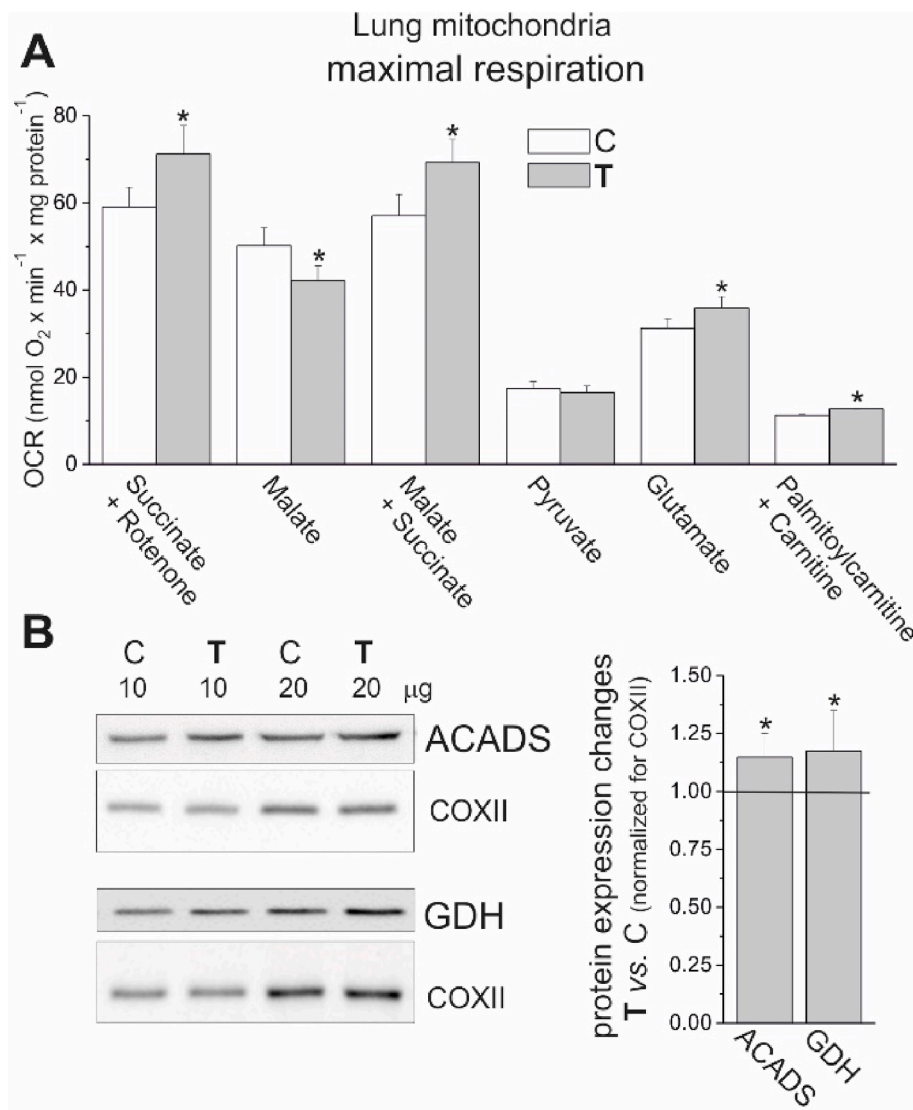 A
Lung mitochondria
maximal respiration
OCR (nmol O₂ x min⁻¹ x mg protein⁻¹)
80
60
40
20
0
* * * * *
C
T
Succinate
+ Rotenone
Malate
Malate
+ Succinate
Pyruvate
Glutamate
Palmitoylcarnitine
+ Carnitine
B
C T C T
10 10 20 20 µg
ACADS
COXII
GDH
COXII
protein expression changes
T vs. C (normalized for COXII)
1.50
1.25
1.00
0.75
0.50
0.25
0.00
* *
ACADS
GDH